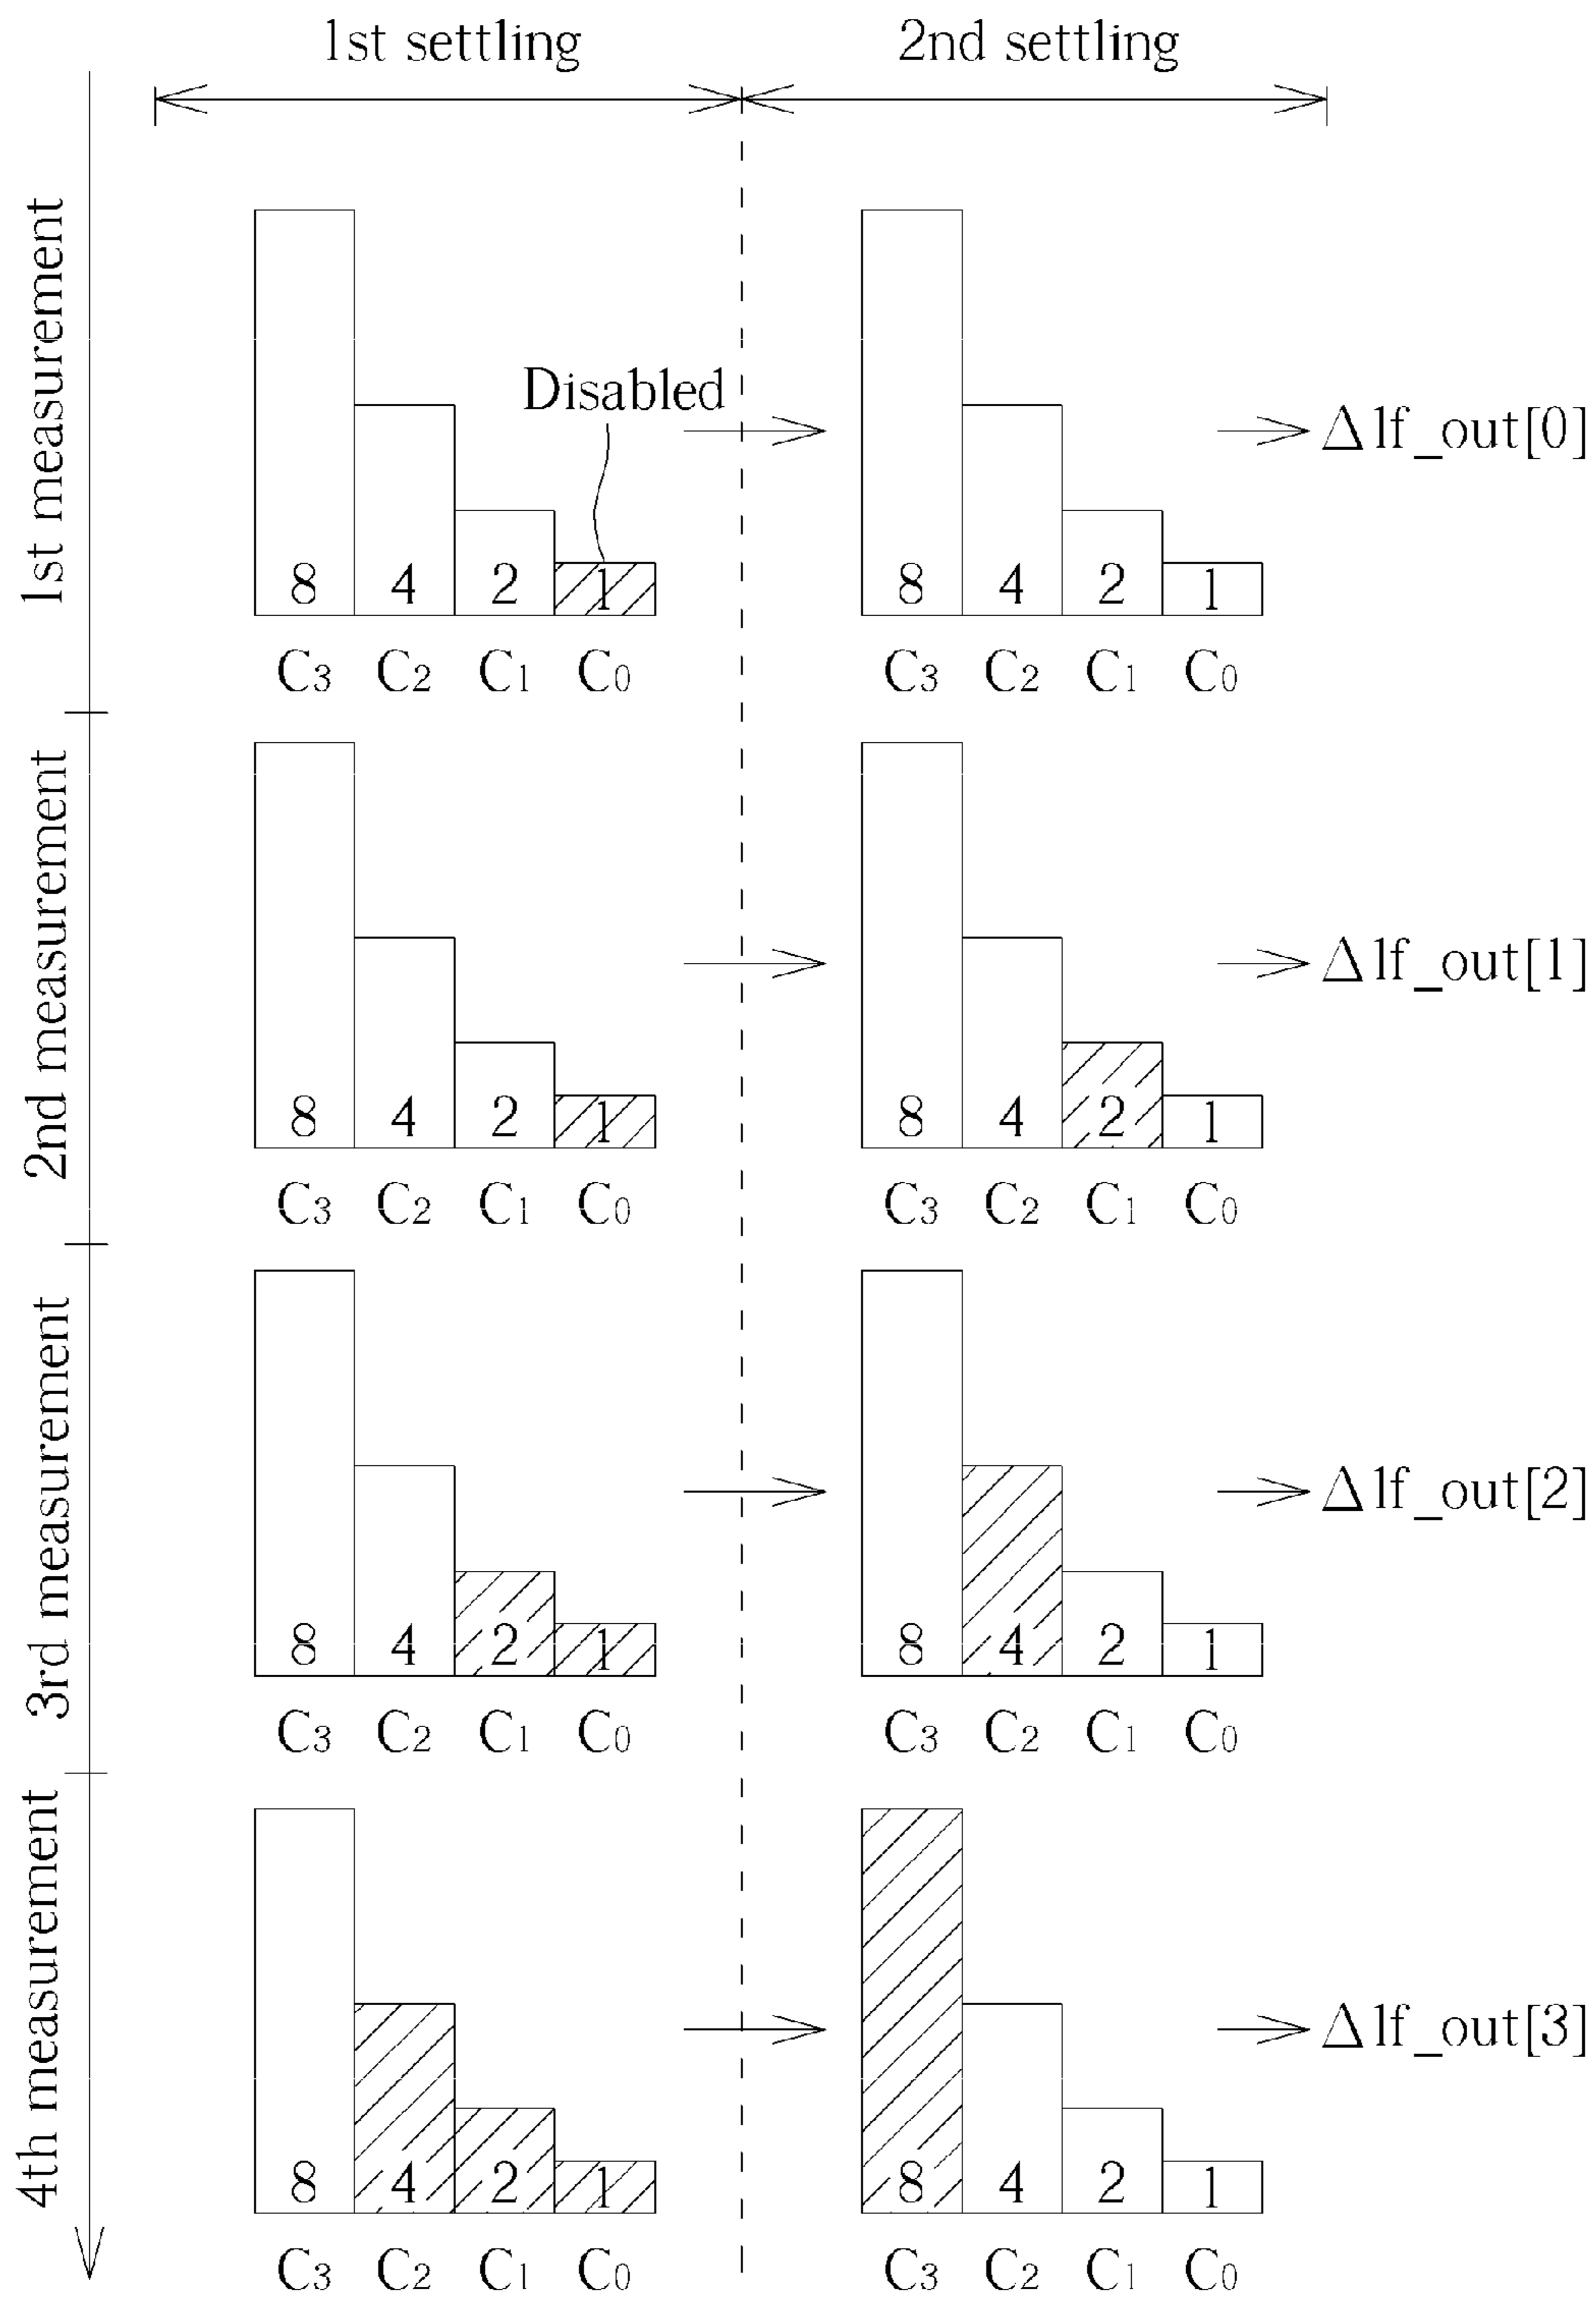 1st settling 2nd settling
1st measurement
Disabled
8 4 2 1
8 4 2 1
Δlf_out[0]
C3 C2 C1 C0
C3 C2 C1 C0
2nd measurement
8 4 2 1
8 4 2 1
Δlf_out[1]
C3 C2 C1 C0
C3 C2 C1 C0
3rd measurement
8 4 2 1
8 4 2 1
Δlf_out[2]
C3 C2 C1 C0
C3 C2 C1 C0
4th measurement
8 4 2 1
8 4 2 1
Δlf_out[3]
C3 C2 C1 C0
C3 C2 C1 C0